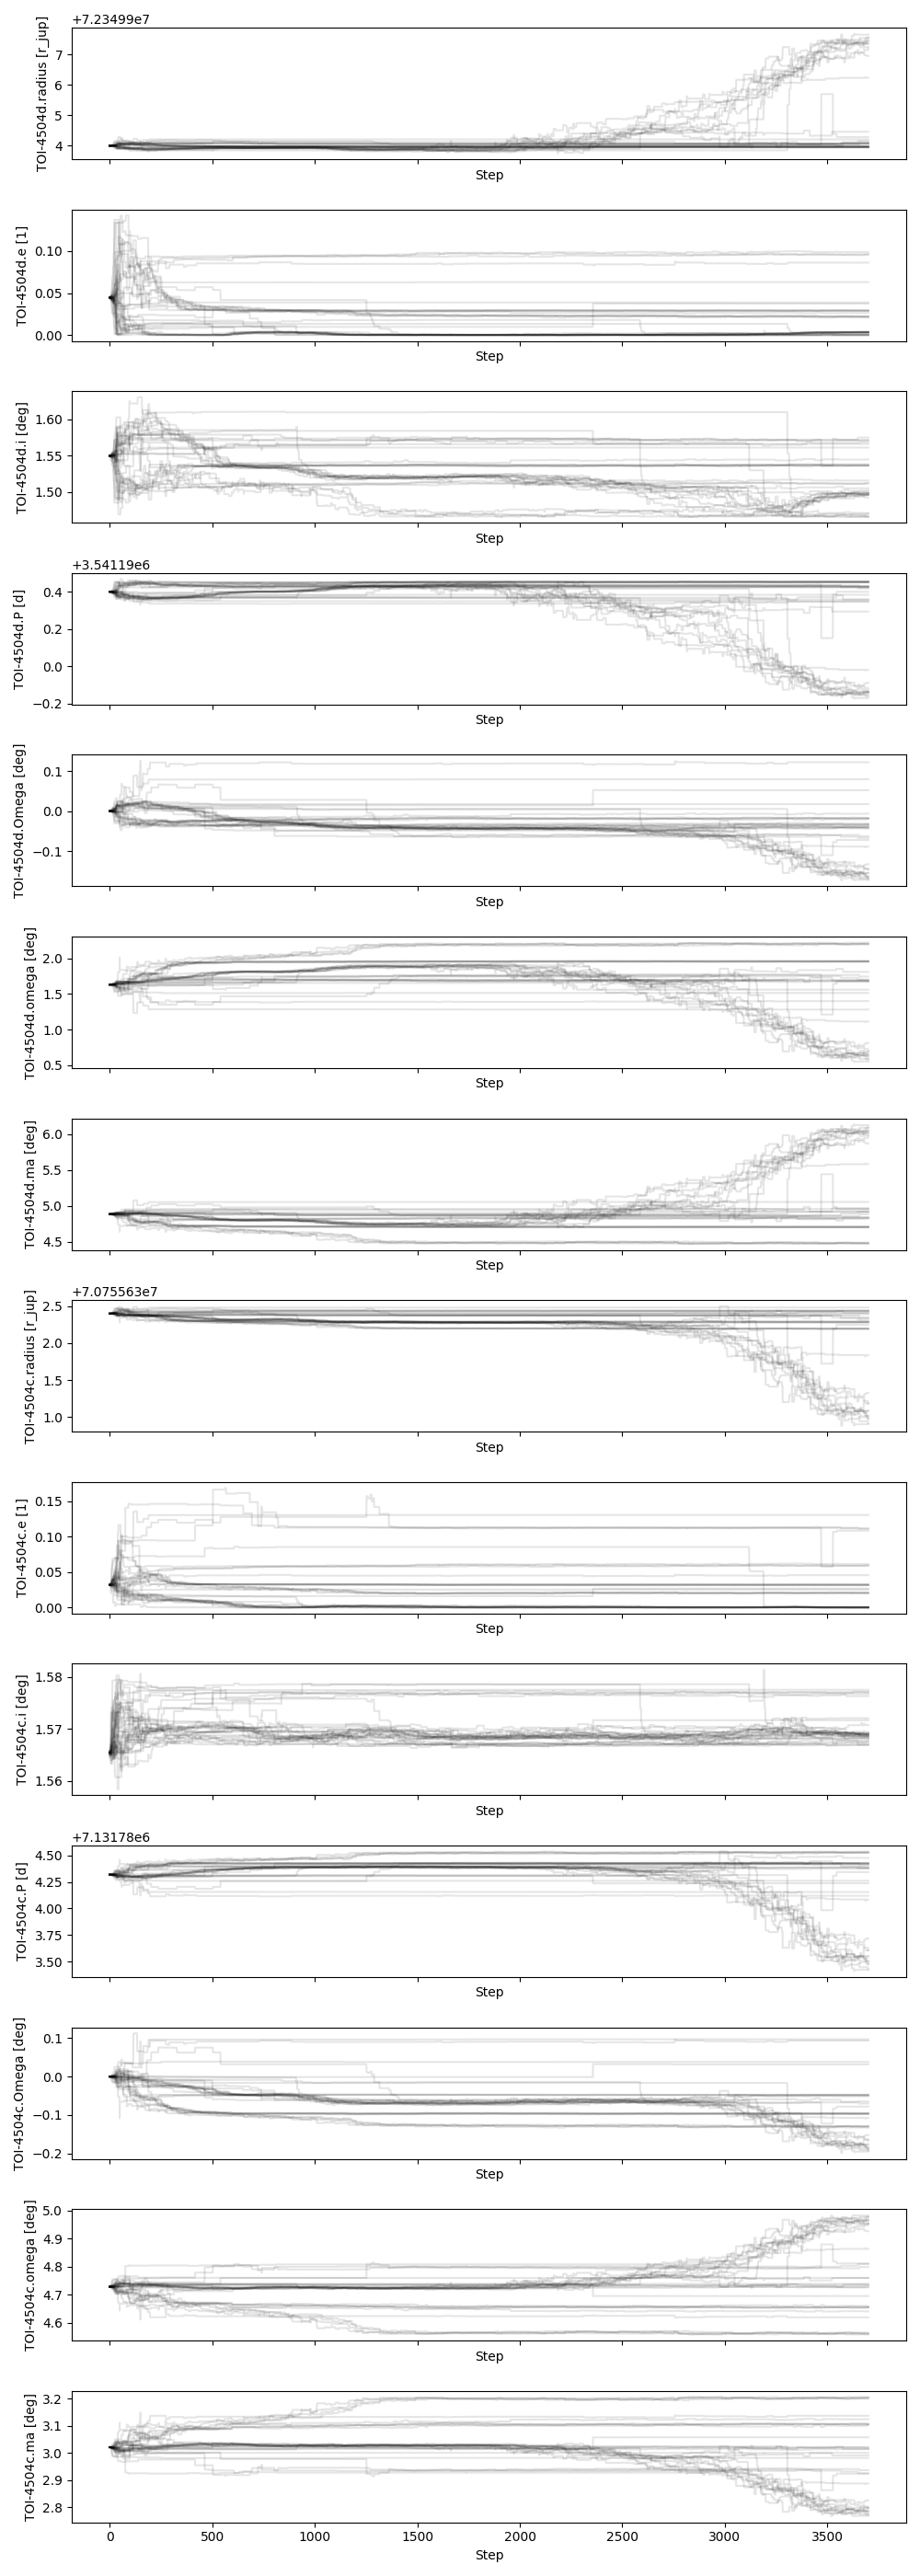 +7.23499e7
TOI-4504d.radius [r_jup]
7
6
5
4
Step
TOI-4504d.e [1]
0.10
0.05
0.00
Step
TOI-4504d.i [deg]
1.60
1.55
1.50
Step
+3.54119e6
TOI-4504d.P [d]
0.4
0.2
0.0
−0.2
Step
TOI-4504d.Omega [deg]
0.1
0.0
−0.1
Step
TOI-4504d.omega [deg]
2.0
1.5
1.0
0.5
Step
TOI-4504d.ma [deg]
6.0
5.5
5.0
4.5
Step
+7.075563e7
TOI-4504c.radius [r_jup]
2.5
2.0
1.5
1.0
Step
TOI-4504c.e [1]
0.15
0.10
0.05
0.00
Step
TOI-4504c.i [deg]
1.58
1.57
1.56
Step
+7.13178e6
TOI-4504c.P [d]
4.50
4.25
4.00
3.75
3.50
Step
TOI-4504c.Omega [deg]
0.1
0.0
−0.1
−0.2
Step
TOI-4504c.omega [deg]
5.0
4.9
4.8
4.7
4.6
Step
TOI-4504c.ma [deg]
3.2
3.1
3.0
2.9
2.8
0 500 1000 1500 2000 2500 3000 3500
Step